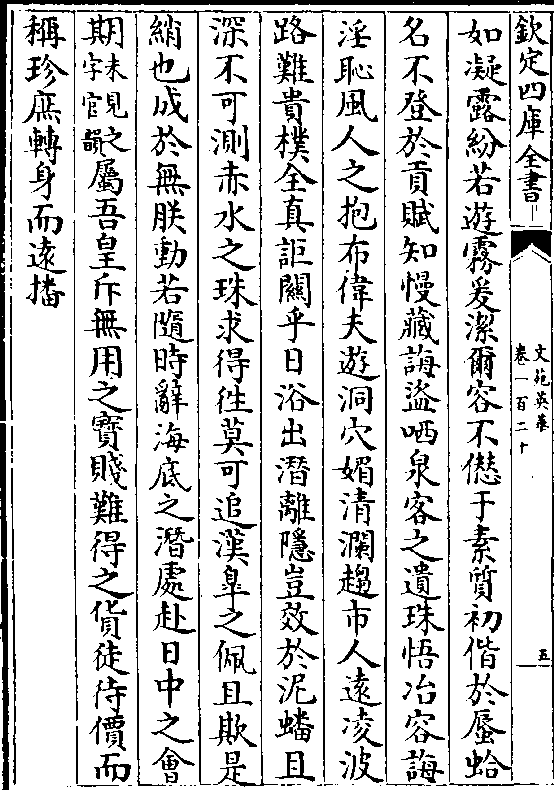 欽定四庫全書
文苑英華
卷一百二十
五
如凝露紛若遊霧爰潔爾容不僁于素質初偕於蜃蛤
名不登於貢賦知慢藏誨盜哂泉客之遺珠悟冶容誨
淫恥風人之抱布偉夫遊洞穴媚清瀾趨市人遠凌波
路難貴樸全真詎關乎日浴出潛離隱豈效於泥蟠且
深不可測赤水之珠求得徃莫可追漢臯之佩且欺是
綃也成於無朕動若隨時辭海底之潛處赴日中之會
期未見之字官韻屬吾皇斥無用之寳賤難得之貨徒待價而
稱珍庶轉身而逺播